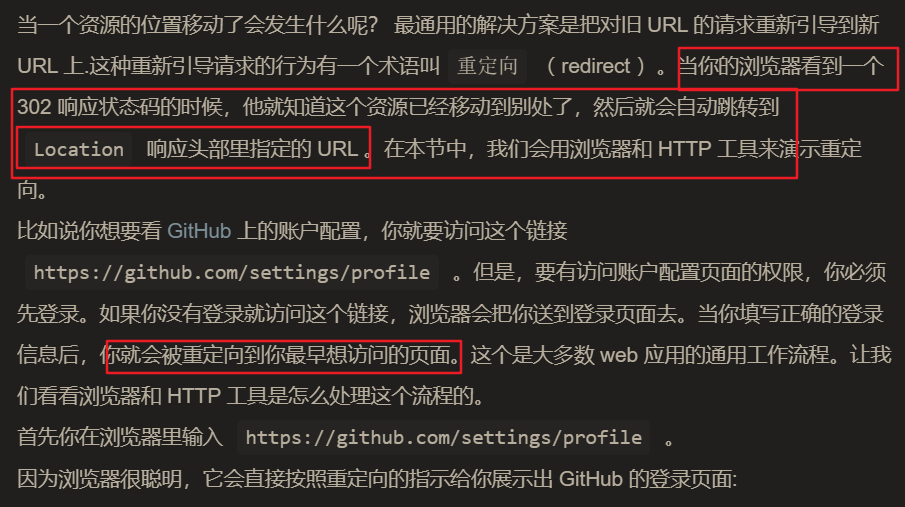 当一个资源的位置移动了会发生什么呢？ 最通用的解决方案是把对旧 URL 的请求重新引导到新
URL 上.这种重新引导请求的行为有一个术语叫 重定向 （redirect）。当你的浏览器看到一个
302 响应状态码的时候，他就知道这个资源已经移动到别处了，然后就会自动跳转到
Location 响应头部里指定的 URL 。在本节中，我们会用浏览器和 HTTP 工具来演示重定
向。
比如说你想要看 GitHub 上的账户配置，你就要访问这个链接
https://github.com/settings/profile 。但是，要有访问账户配置页面的权限，你必须
先登录。如果你没有登录就访问这个链接，浏览器会把你送到登录页面去。当你填写正确的登录
信息后，你就会被重定向到你最早想访问的页面。这个是大多数 web 应用的通用工作流程。让我
们看看浏览器和 HTTP 工具是怎么处理这个流程的。
首先你在浏览器里输入 https://github.com/settings/profile 。
因为浏览器很聪明，它会直接按照重定向的指示给你展示出 GitHub 的登录页面: